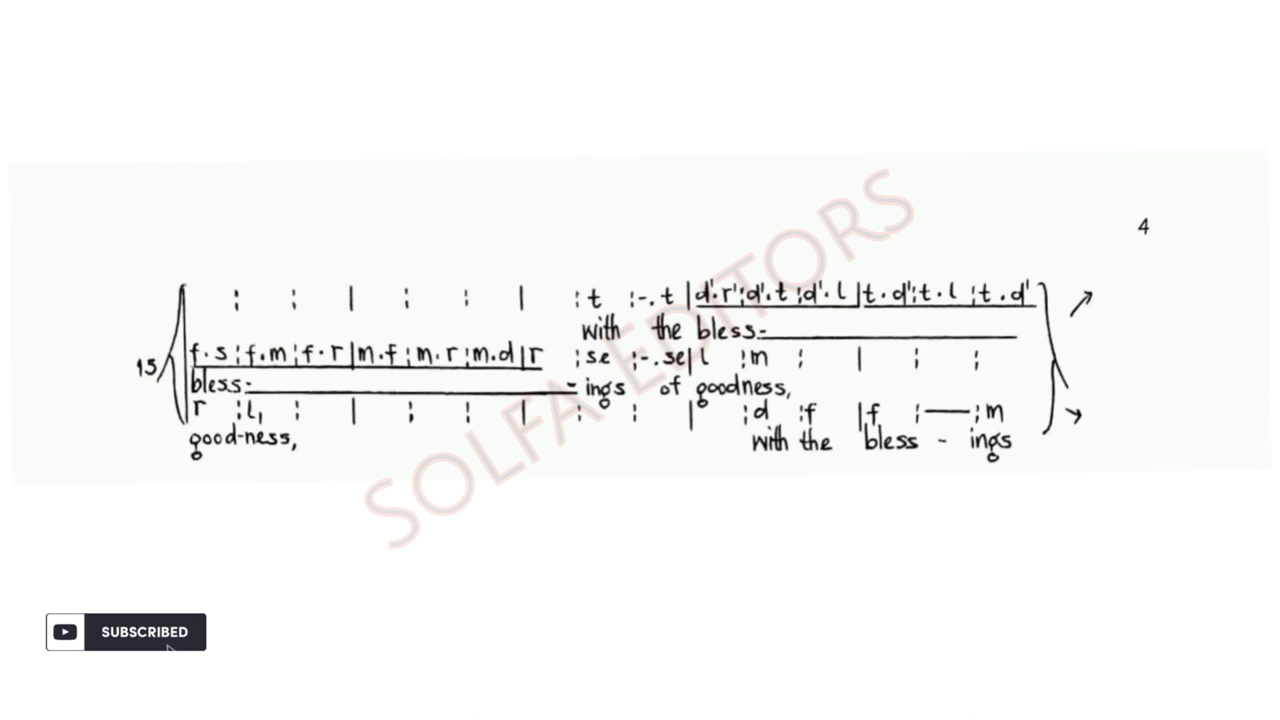 4
: : | : : | : t :-. t | d'. r' : d'. t : d'. l | t . d' : t . l : t . d'
with the bless-
15 f . s : f . m : f . r | m . f : m . r : m . d | r : se :-. se | l : m : | : :
bless- - ings of goodness,
r : l, : | : : | : : | : d : f | f : — : m
good-ness, with the bless - ings
SOLFA EDITORS
SUBSCRIBED